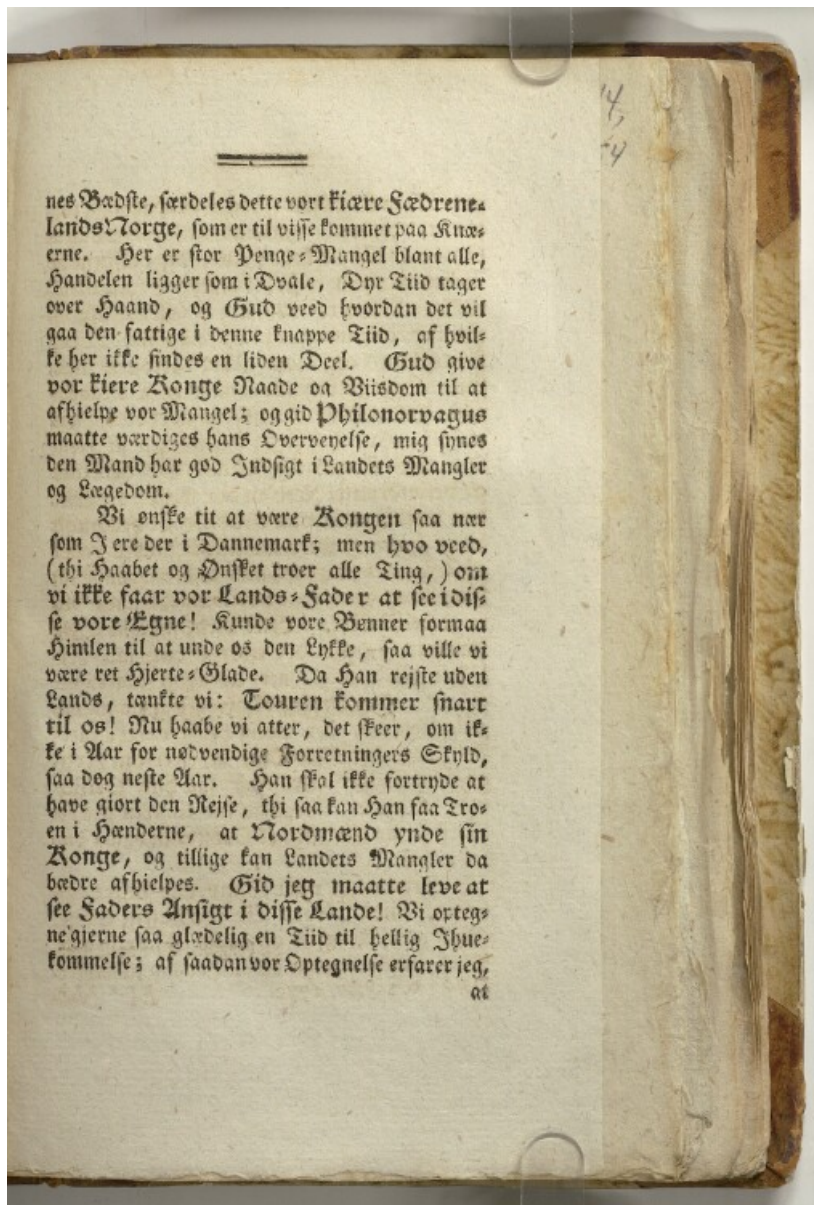 14,
54
nes Bædste, særdeles dette vort kiære Fædrene-
lands Norge, som er til visse kommet paa Knæ-
erne. Her er stor Penge-Mangel blant alle,
Handelen ligger som i Dvale, Dyr Tiid tager
over Haand, og Gud veed hvordan det vil
gaa den fattige i denne knappe Tiid, af hvil-
ke her ikke findes en liden Deel. Gud give
vor kiere Konge Naade og Viisdom til at
afhielpe vor Mangel; og gid Philonorvagus
maatte værdiges hans Overveyelse, mig synes
den Mand har god Indsigt i Landets Mangler
og Lægedom.
Vi ønske tit at være Kongen saa nær
som I ere der i Dannemark; men hvo veed,
(thi Haabet og Ønsket troer alle Ting,) om
vi ikke faar vor Lands-Fader at see i dis-
se vore Egne! Kunde vore Bønner formaa
Himlen til at unde os den Lykke, saa ville vi
være ret Hjerte-Glade. Da Han rejste uden
Lands, tænkte vi: Touren kommer snart
til os! Nu haabe vi atter, det skeer, om ik-
ke i Aar for nødvendige Forretningers Skyld,
saa dog neste Aar. Han skal ikke fortryde at
have giort den Rejse, thi saa kan Han faa Tro-
en i Hænderne, at Nordmænd ynde sin
Konge, og tillige kan Landets Mangler da
bædre afhielpes. Gid jeg maatte leve at
see Faders Ansigt i disse Lande! Vi opteg-
ne gjerne saa glædelig en Tiid til hellig Ihue-
kommelse; af saadan vor Optegnelse erfarer jeg,
at